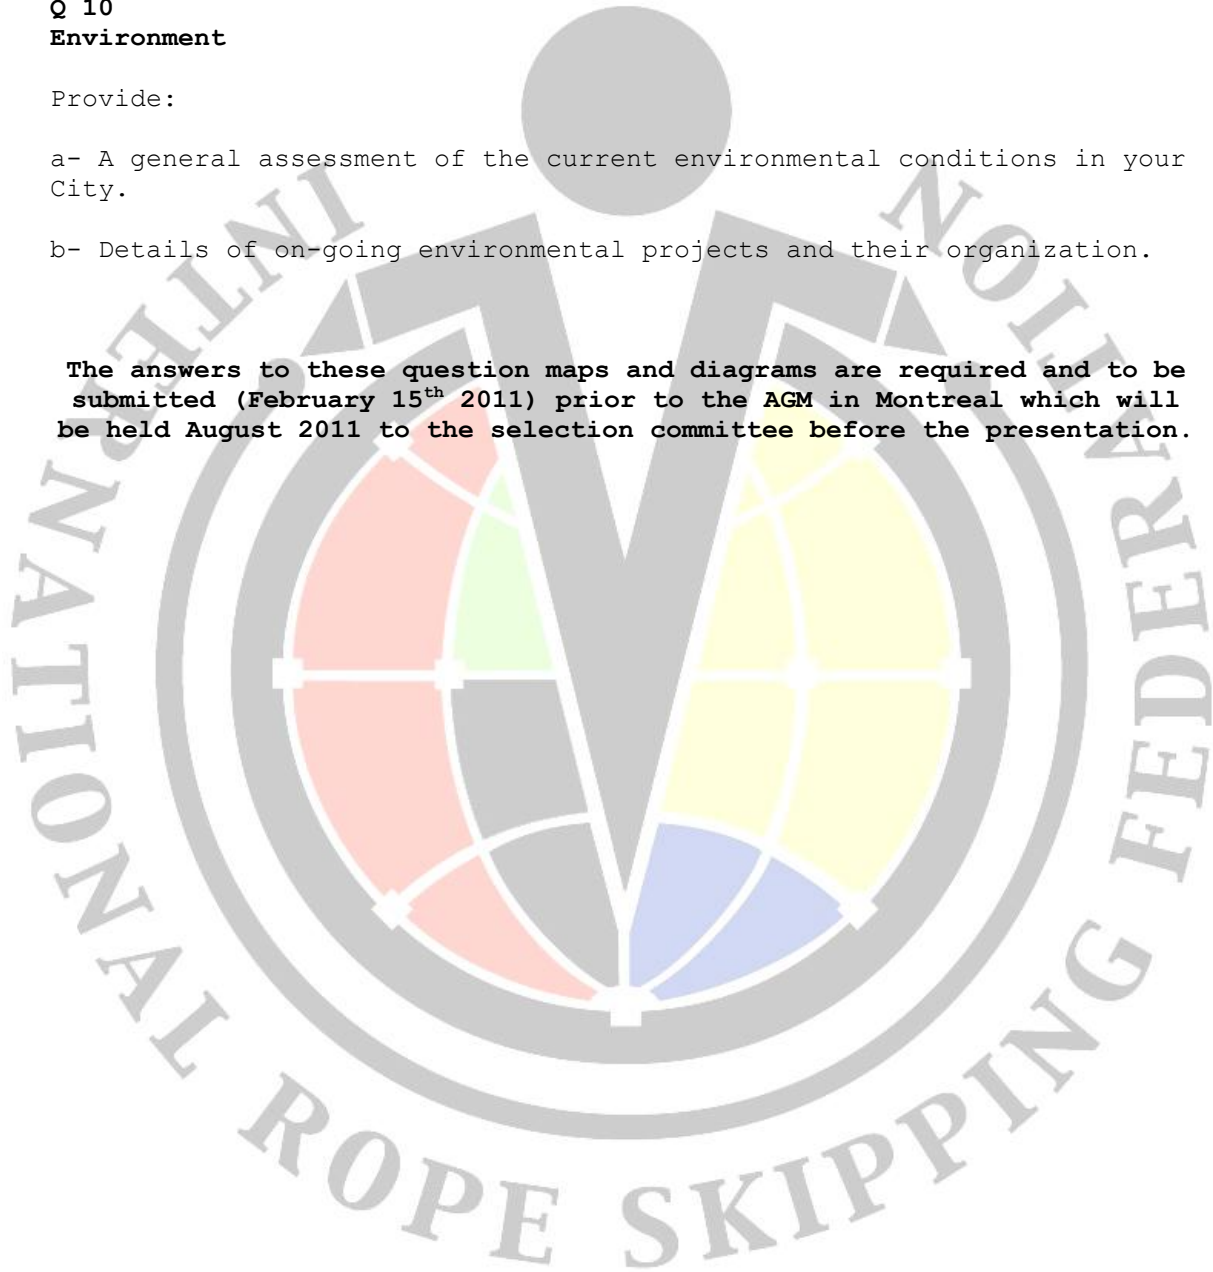 Q 10
Environment
Provide:
a- A general assessment of the current environmental conditions in your
City.
b- Details of on-going environmental projects and their organization.
The answers to these question maps and diagrams are required and to be
submitted (February 15th 2011) prior to the AGM in Montreal which will
be held August 2011 to the selection committee before the presentation.
INTERNATIONAL ROPE SKIPPING FEDERATION